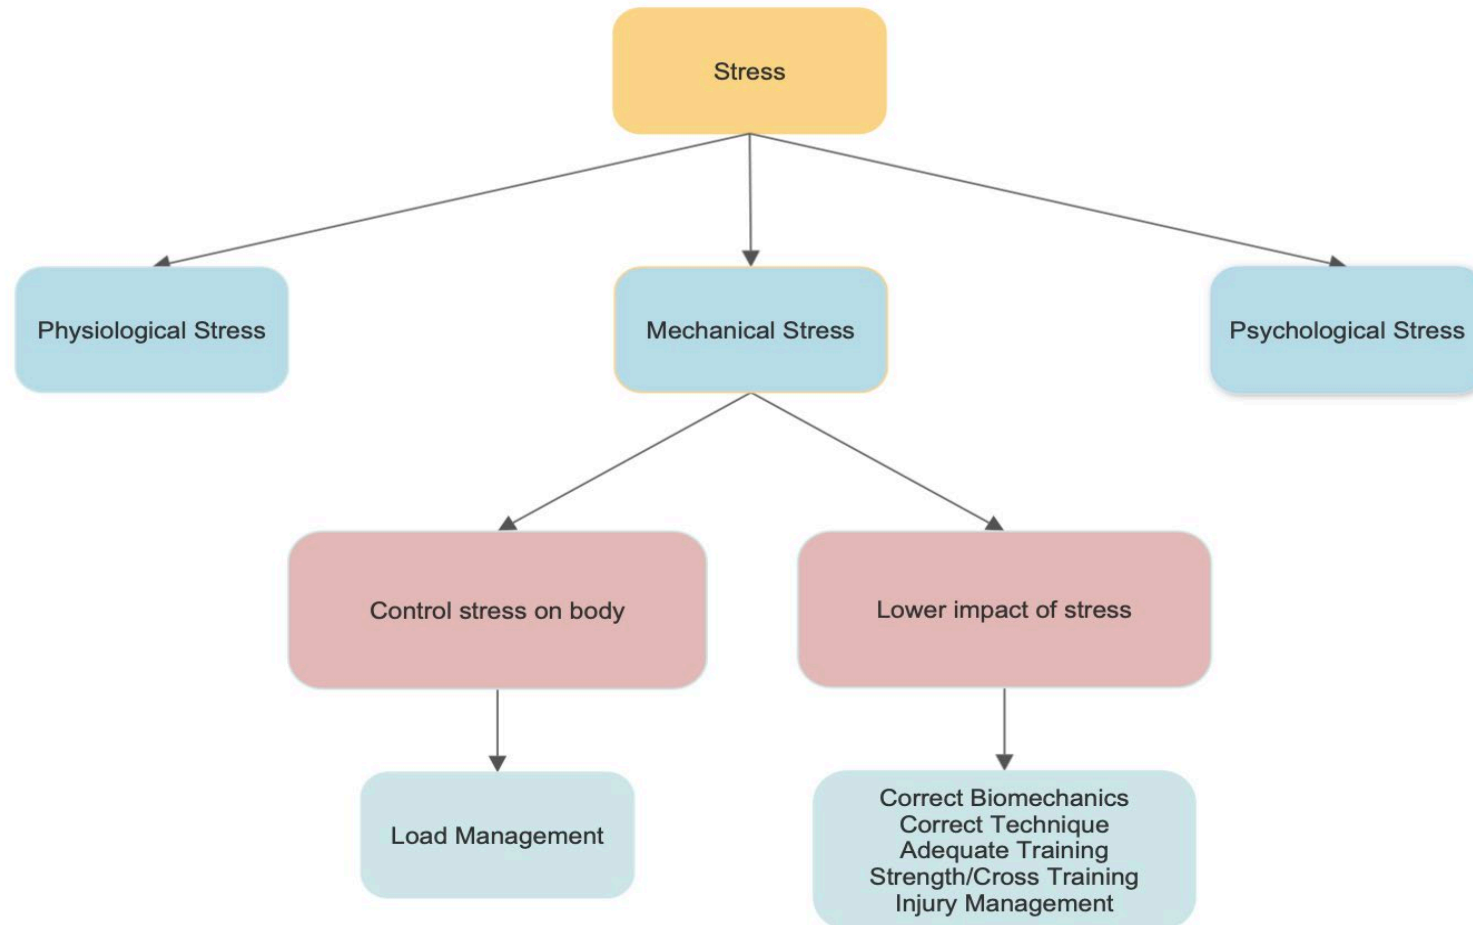 Stress
Physiological Stress
Mechanical Stress
Psychological Stress
Control stress on body
Lower impact of stress
Load Management
Correct Biomechanics
Correct Technique
Adequate Training
Strength/Cross Training
Injury Management